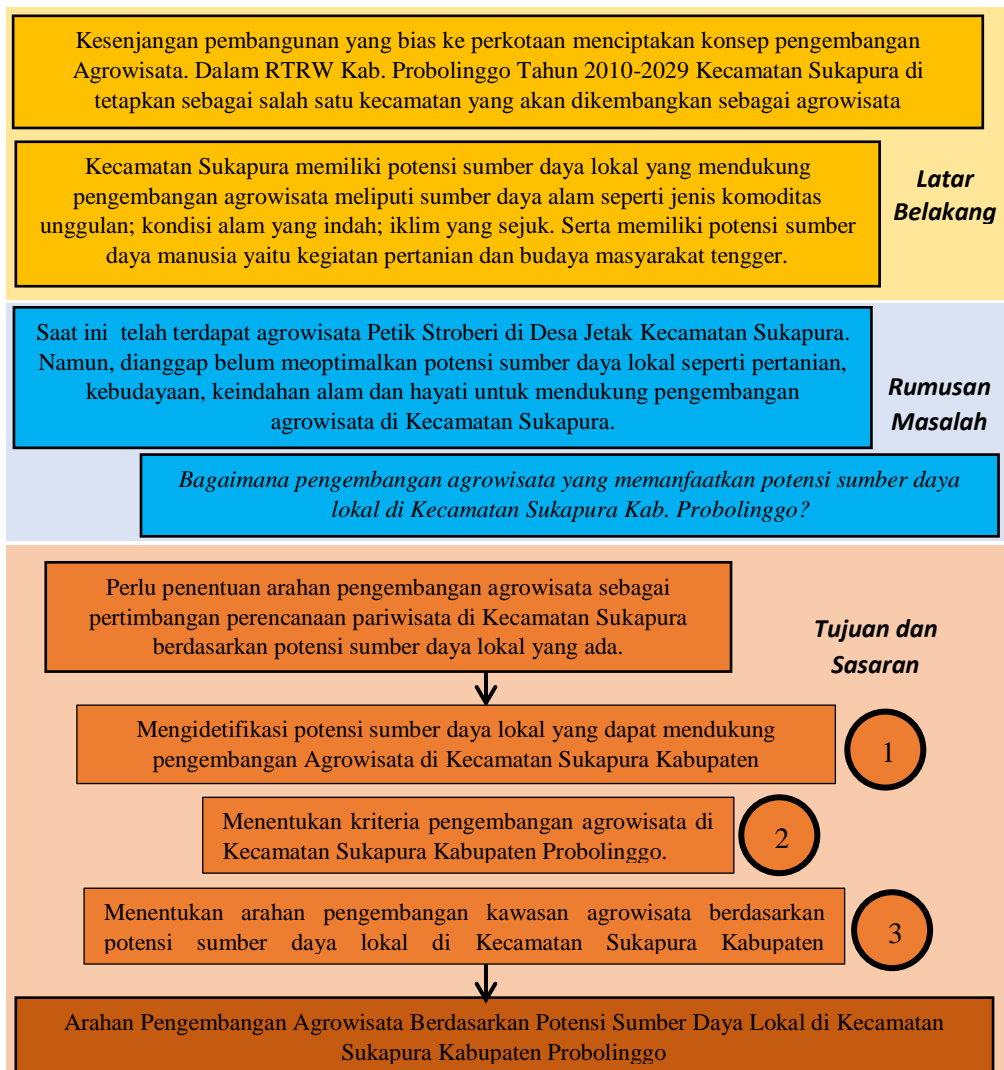 Kesenjangan pembangunan yang bias ke perkotaan menciptakan konsep pengembangan
Agrowisata. Dalam RTRW Kab. Probolinggo Tahun 2010-2029 Kecamatan Sukapura di
tetapkan sebagai salah satu kecamatan yang akan dikembangkan sebagai agrowisata
Kecamatan Sukapura memiliki potensi sumber daya lokal yang mendukung
pengembangan agrowisata meliputi sumber daya alam seperti jenis komoditas
unggulan; kondisi alam yang indah; iklim yang sejuk. Serta memiliki potensi sumber
daya manusia yaitu kegiatan pertanian dan budaya masyarakat tengger.
Latar
Belakang
Saat ini telah terdapat agrowisata Petik Stroberi di Desa Jetak Kecamatan Sukapura.
Namun, dianggap belum meoptimalkan potensi sumber daya lokal seperti pertanian,
kebudayaan, keindahan alam dan hayati untuk mendukung pengembangan
agrowisata di Kecamatan Sukapura.
Rumusan
Masalah
Bagaimana pengembangan agrowisata yang memanfaatkan potensi sumber daya
lokal di Kecamatan Sukapura Kab. Probolinggo?
Perlu penentuan arahan pengembangan agrowisata sebagai
pertimbangan perencanaan pariwisata di Kecamatan Sukapura
berdasarkan potensi sumber daya lokal yang ada.
Tujuan dan
Sasaran
Mengidetifikasi potensi sumber daya lokal yang dapat mendukung
pengembangan Agrowisata di Kecamatan Sukapura Kabupaten
1
Menentukan kriteria pengembangan agrowisata di
Kecamatan Sukapura Kabupaten Probolinggo.
2
Menentukan arahan pengembangan kawasan agrowisata berdasarkan
potensi sumber daya lokal di Kecamatan Sukapura Kabupaten
3
Arahan Pengembangan Agrowisata Berdasarkan Potensi Sumber Daya Lokal di Kecamatan
Sukapura Kabupaten Probolinggo